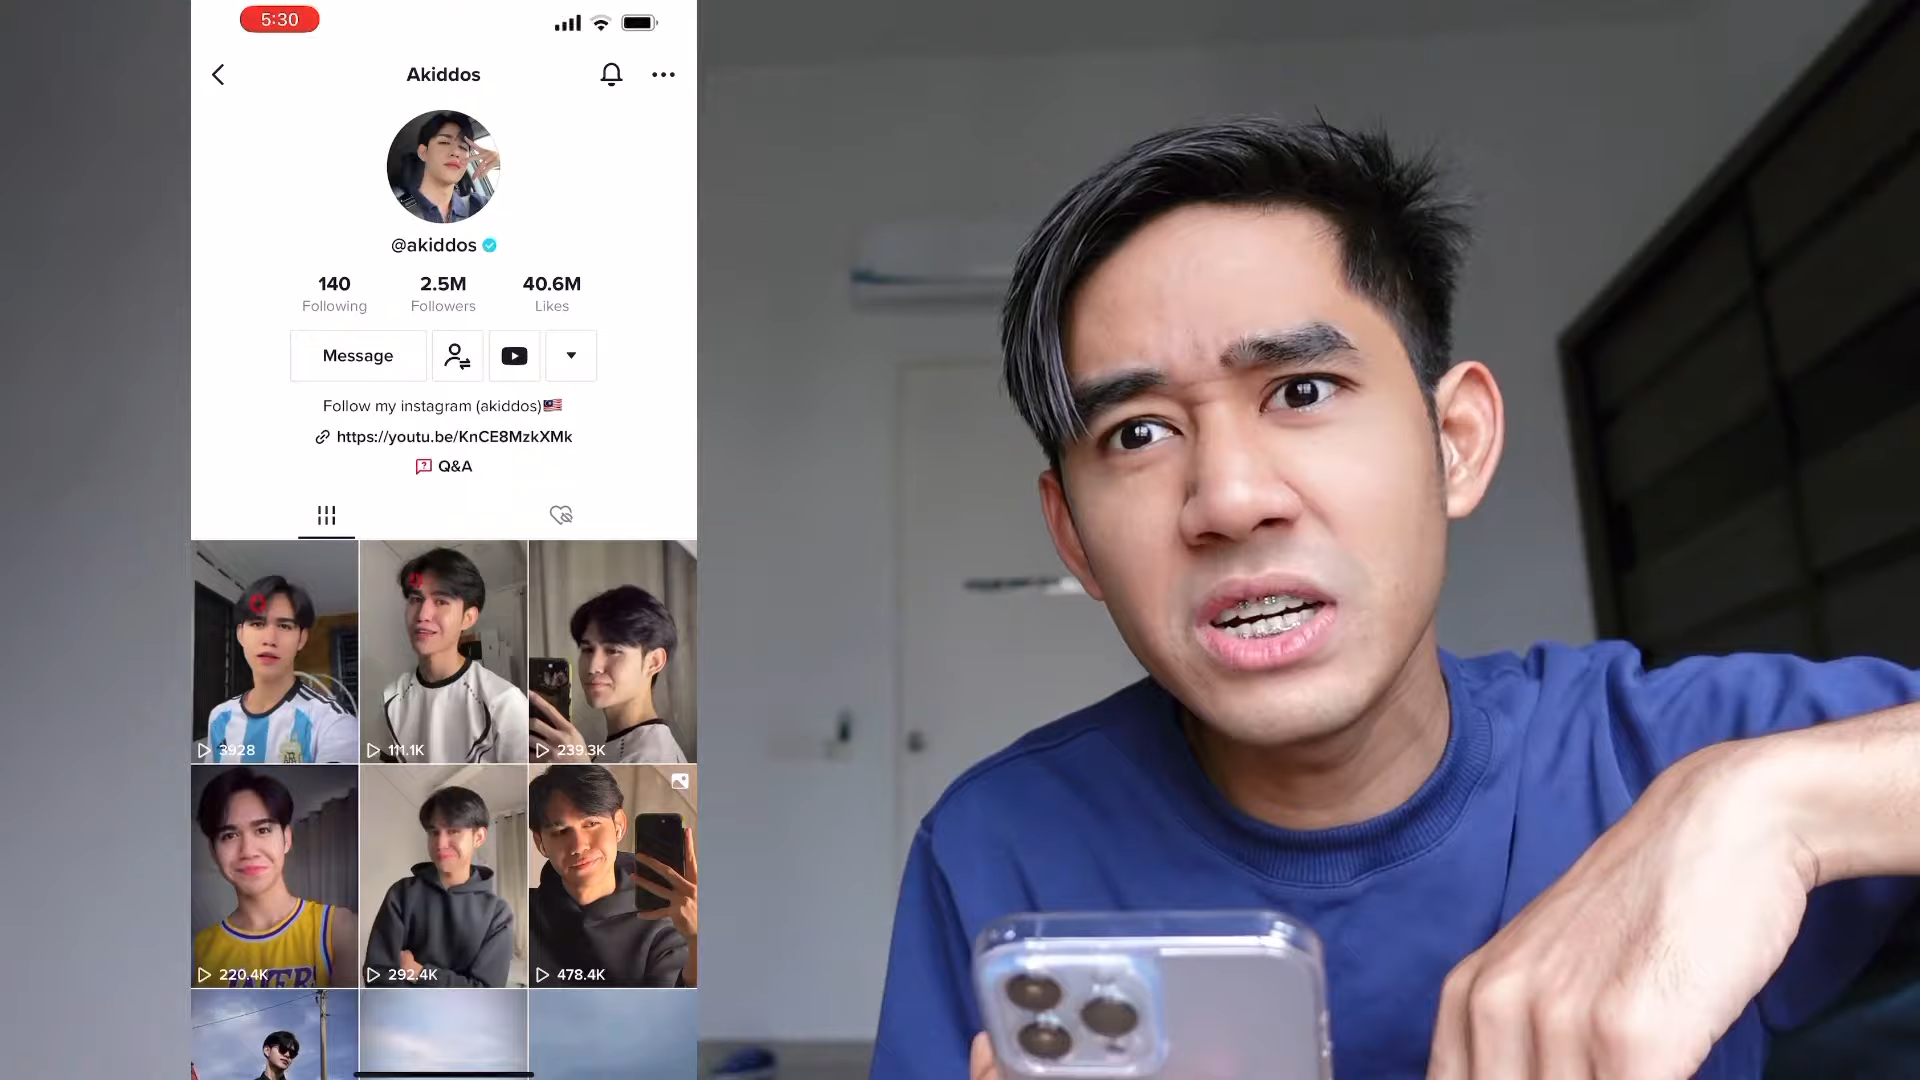 5:30
Akiddos
@akiddos
140 2.5M 40.6M
Following Followers Likes
Message
Follow my instagram (akiddos)🇲🇾
https://youtu.be/KnCE8MzkXMk
Q&A
3928 111.1K 239.3K
220.4K 292.4K 478.4K